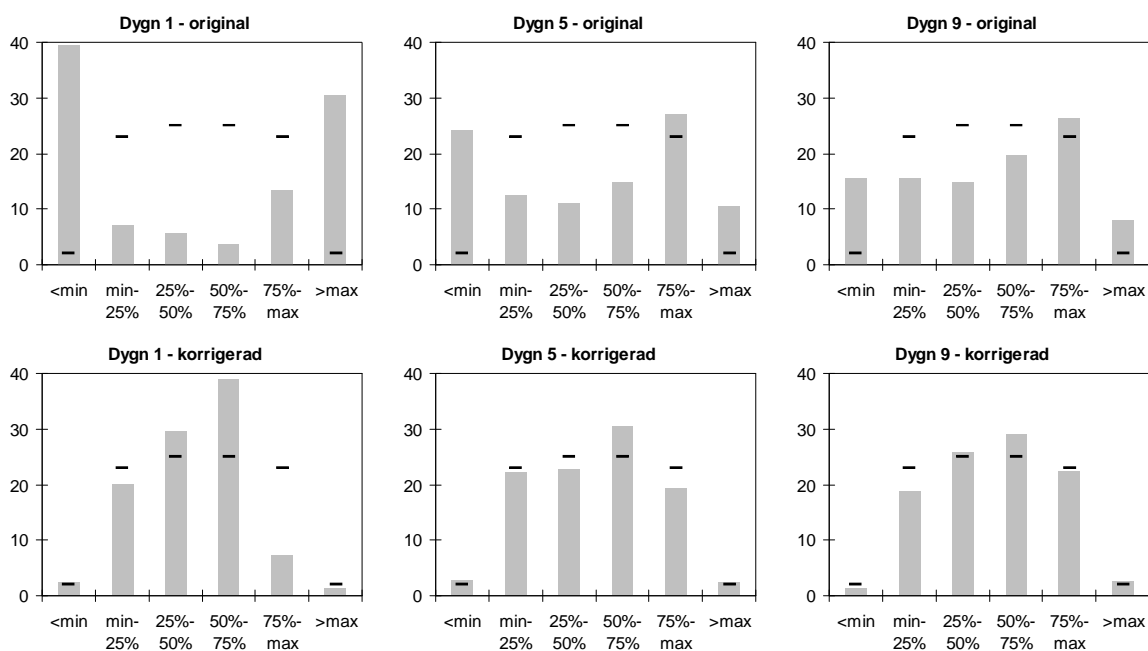 Dygn 1 - original
40
30
20
10
0
<min min- 25%- 50%- 75%- >max
25% 50% 75% max
Dygn 5 - original
40
30
20
10
0
<min min- 25%- 50%- 75%- >max
25% 50% 75% max
Dygn 9 - original
40
30
20
10
0
<min min- 25%- 50%- 75%- >max
25% 50% 75% max
Dygn 1 - korrigerad
40
30
20
10
0
<min min- 25%- 50%- 75%- >max
25% 50% 75% max
Dygn 5 - korrigerad
40
30
20
10
0
<min min- 25%- 50%- 75%- >max
25% 50% 75% max
Dygn 9 - korrigerad
40
30
20
10
0
<min min- 25%- 50%- 75%- >max
25% 50% 75% max